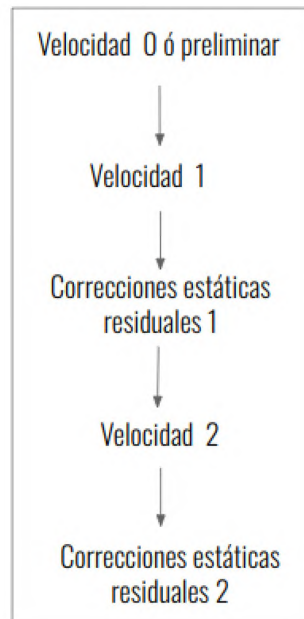 Velocidad 0 ó preliminar
Velocidad 1
Correcciones estáticas
residuales 1
Velocidad 2
Correcciones estáticas
residuales 2